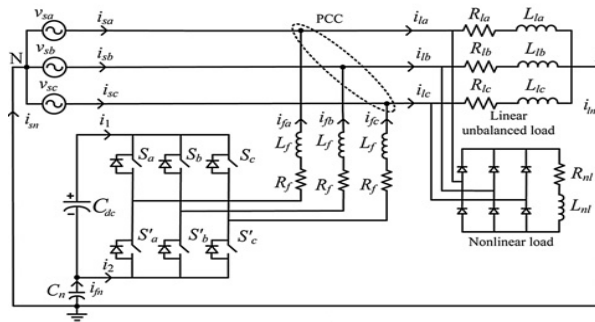 v_sa
i_sa
PCC
i_la
R_la
L_la
N
v_sb
i_sb
i_lb
R_lb
L_lb
v_sc
i_sc
i_lc
R_lc
L_lc
i_sn
i_1
i_fa
i_fb
i_fc
Linear
unbalanced load
i_ln
S_a
S_b
S_c
L_f
L_f
L_f
+
-
C_dc
R_f
R_f
R_f
R_nl
L_nl
S'_a
S'_b
S'_c
Nonlinear load
i_2
C_n
i_fn